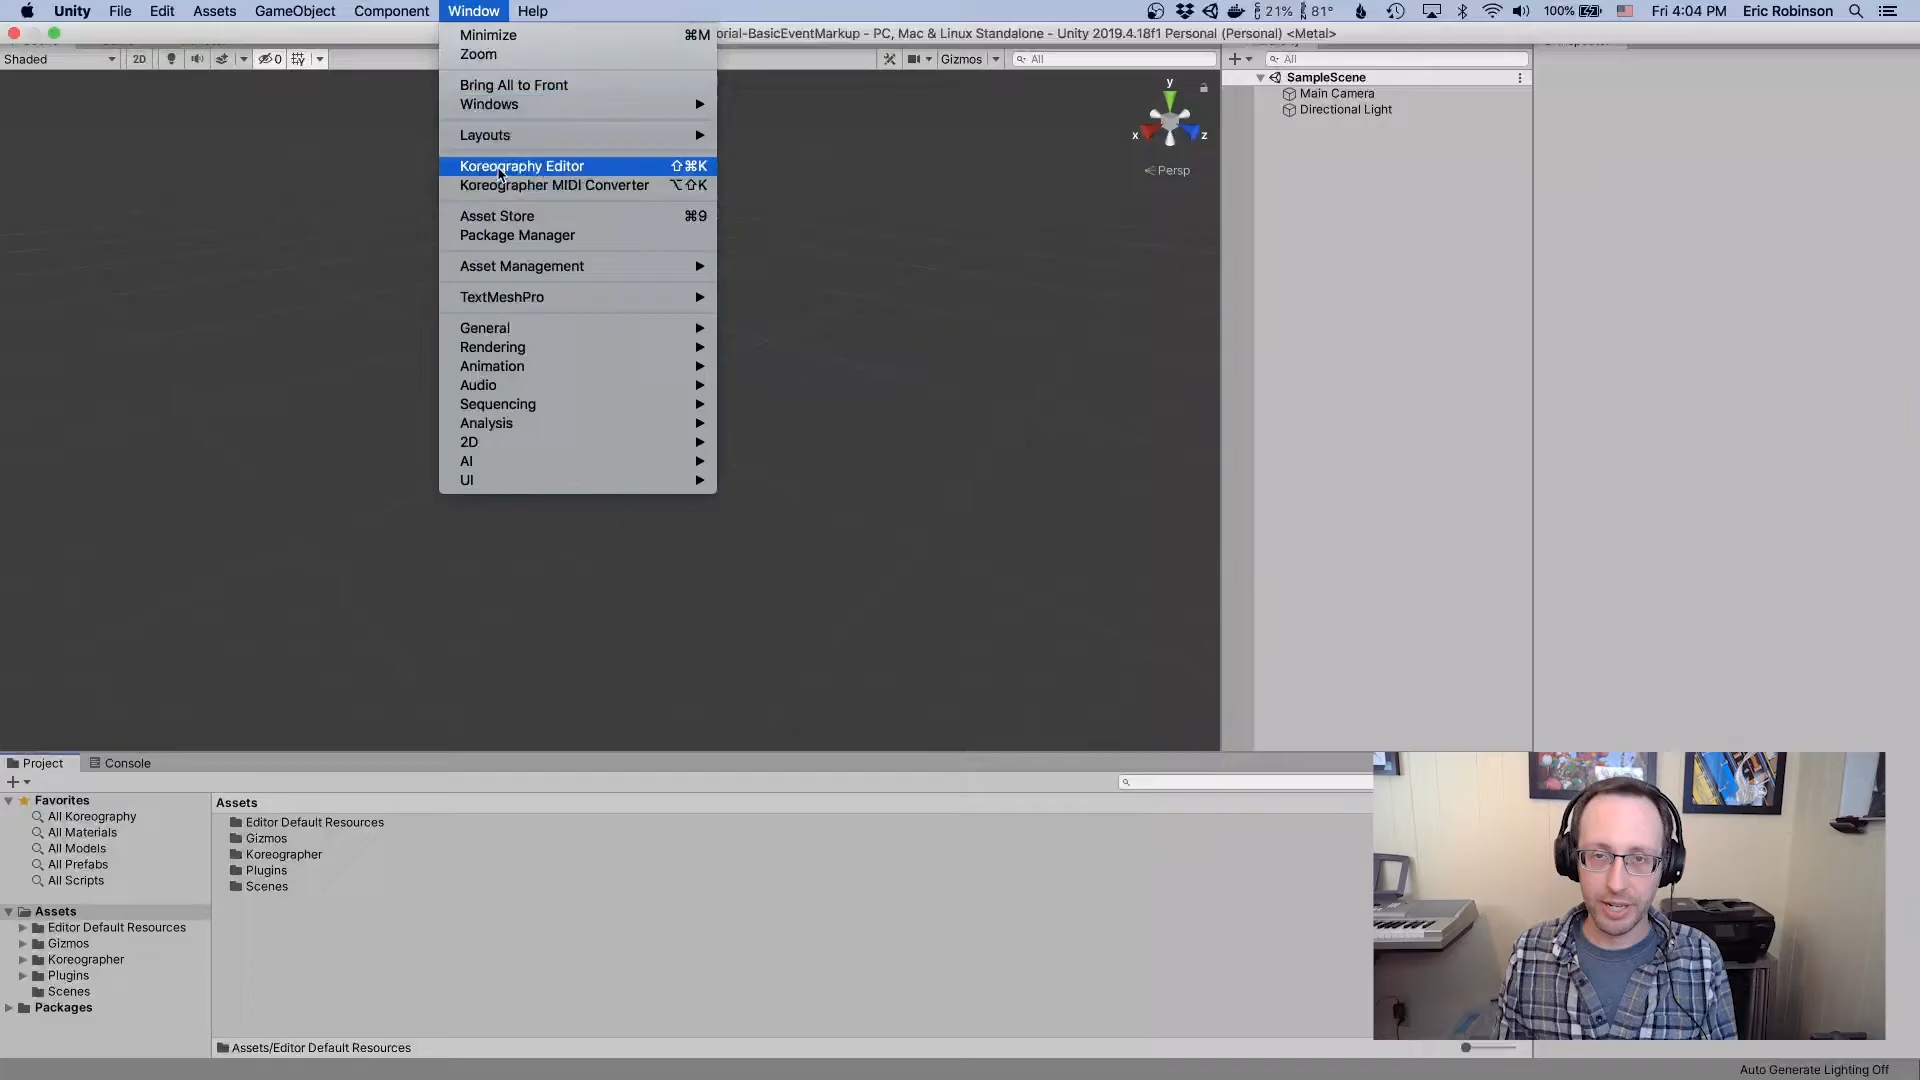 Unity File Edit Assets GameObject Component Window Help 21% 81° 100% Fri 4:04 PM Eric Robinson
Minimize ⌘M
orial-BasicEventMarkup - PC, Mac & Linux Standalone - Unity 2019.4.18f1 Personal (Personal) <Metal>
Zoom
Shaded 2D 0 Gizmos All All
Bring All to Front
Windows
Layouts
Koreography Editor ⇧⌘K
Koreographer MIDI Converter ⌥⇧K
Asset Store ⌘9
Package Manager
Asset Management
TextMeshPro
General
Rendering
Animation
Audio
Sequencing
Analysis
2D
AI
UI
y
x z
Persp
SampleScene
Main Camera
Directional Light
Project Console
Favorites
All Koreography
All Materials
All Models
All Prefabs
All Scripts
Assets
Editor Default Resources
Gizmos
Koreographer
Plugins
Scenes
Packages
Assets
Editor Default Resources
Gizmos
Koreographer
Plugins
Scenes
Assets/Editor Default Resources
Auto Generate Lighting Off